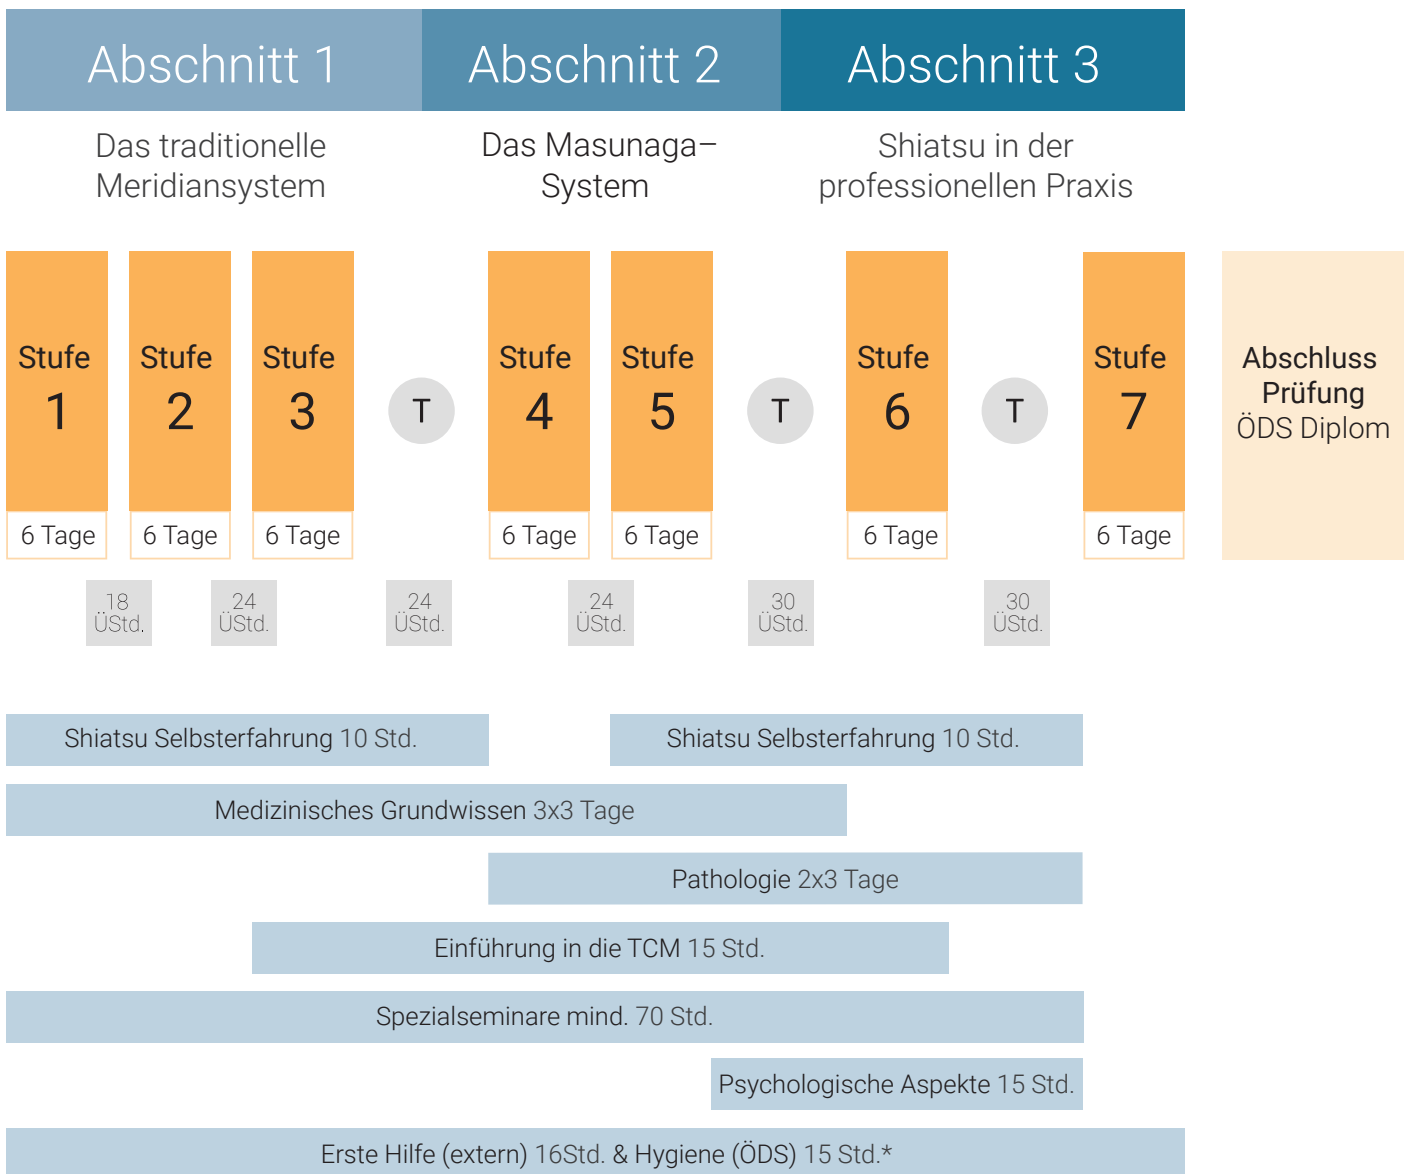 Abschnitt 1
Abschnitt 2
Abschnitt 3
Das traditionelle
Meridiansystem
Das Masunaga–
System
Shiatsu in der
professionellen Praxis
Stufe
1
Stufe
2
Stufe
3
T
Stufe
4
Stufe
5
T
Stufe
6
T
Stufe
7
Abschluss
Prüfung
ÖDS Diplom
6 Tage
6 Tage
6 Tage
6 Tage
6 Tage
6 Tage
6 Tage
18
ÜStd.
24
ÜStd.
24
ÜStd.
24
ÜStd.
30
ÜStd.
30
ÜStd.
Shiatsu Selbsterfahrung 10 Std.
Shiatsu Selbsterfahrung 10 Std.
Medizinisches Grundwissen 3x3 Tage
Pathologie 2x3 Tage
Einführung in die TCM 15 Std.
Spezialseminare mind. 70 Std.
Psychologische Aspekte 15 Std.
Erste Hilfe (extern) 16Std. & Hygiene (ÖDS) 15 Std.*